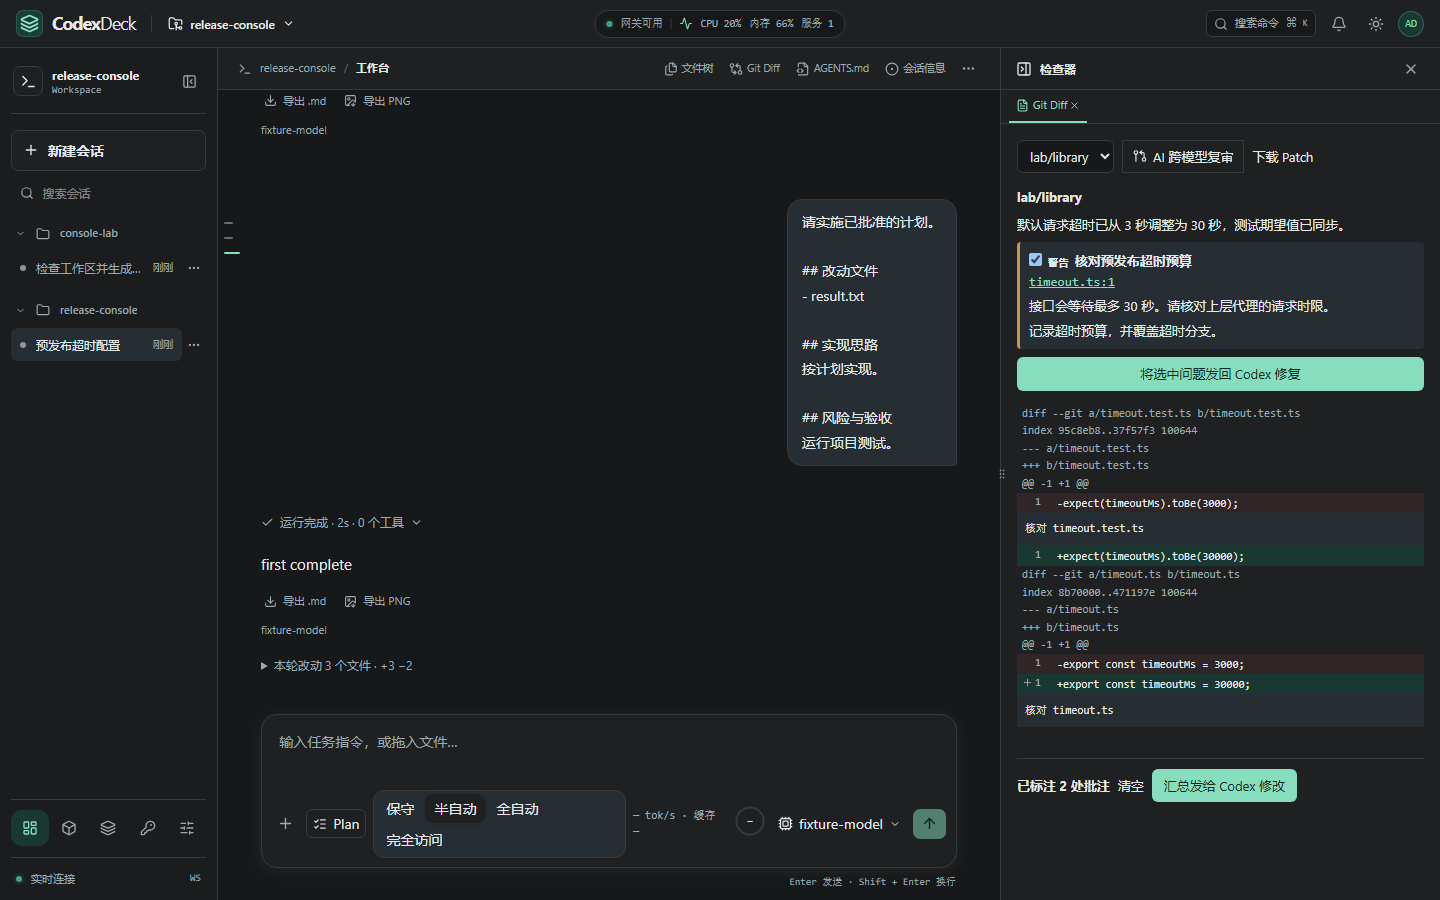 CodexDeck
release-console
网关可用 CPU 20% 内存 66% 服务 1
搜索命令 ⌘ K
AD
release-console
Workspace
新建会话
搜索会话
console-lab
检查工作区并生成... 刚刚
release-console
预发布超时配置 刚刚
实时连接 WS
release-console / 工作台
文件树
Git Diff
AGENTS.md
会话信息
导出 .md
导出 PNG
fixture-model
请实施已批准的计划。
## 改动文件
- result.txt
## 实现思路
按计划实现。
## 风险与验收
运行项目测试。
运行完成 · 2s · 0 个工具
first complete
导出 .md
导出 PNG
fixture-model
本轮改动 3 个文件 · +3 −2
输入任务指令，或拖入文件...
Plan
保守 半自动 全自动
完全访问
— tok/s · 缓存
—
–
fixture-model
Enter 发送 · Shift + Enter 换行
检查器
Git Diff
lab/library
AI 跨模型复审
下载 Patch
lab/library
默认请求超时已从 3 秒调整为 30 秒，测试期望值已同步。
警告 核对预发布超时预算
timeout.ts:1
接口会等待最多 30 秒。请核对上层代理的请求时限。
记录超时预算，并覆盖超时分支。
将选中问题发回 Codex 修复
diff --git a/timeout.test.ts b/timeout.test.ts
index 95c8eb8..37f57f3 100644
--- a/timeout.test.ts
+++ b/timeout.test.ts
@@ -1 +1 @@
1 -expect(timeoutMs).toBe(3000);
核对 timeout.test.ts
1 +expect(timeoutMs).toBe(30000);
diff --git a/timeout.ts b/timeout.ts
index 8b70000..471197e 100644
--- a/timeout.ts
+++ b/timeout.ts
@@ -1 +1 @@
1 -export const timeoutMs = 3000;
+ 1 +export const timeoutMs = 30000;
核对 timeout.ts
已标注 2 处批注 清空 汇总发给 Codex 修改